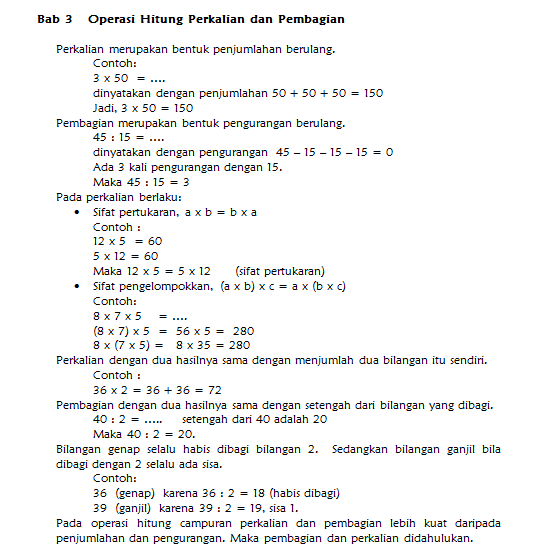 Bab 3 Operasi Hitung Perkalian dan Pembagian
Perkalian merupakan bentuk penjumlahan berulang.
Contoh:
3 x 50 = ....
dinyatakan dengan penjumlahan 50 + 50 + 50 = 150
Jadi, 3 x 50 = 150
Pembagian merupakan bentuk pengurangan berulang.
45 : 15 = ....
dinyatakan dengan pengurangan 45 – 15 – 15 – 15 = 0
Ada 3 kali pengurangan dengan 15.
Maka 45 : 15 = 3
Pada perkalian berlaku:
• Sifat pertukaran, a x b = b x a
Contoh :
12 x 5 = 60
5 x 12 = 60
Maka 12 x 5 = 5 x 12 (sifat pertukaran)
• Sifat pengelompokkan, (a x b) x c = a x (b x c)
Contoh:
8 x 7 x 5 = ....
(8 x 7) x 5 = 56 x 5 = 280
8 x (7 x 5) = 8 x 35 = 280
Perkalian dengan dua hasilnya sama dengan menjumlah dua bilangan itu sendiri.
Contoh :
36 x 2 = 36 + 36 = 72
Pembagian dengan dua hasilnya sama dengan setengah dari bilangan yang dibagi.
40 : 2 = ..... setengah dari 40 adalah 20
Maka 40 : 2 = 20.
Bilangan genap selalu habis dibagi bilangan 2. Sedangkan bilangan ganjil bila
dibagi dengan 2 selalu ada sisa.
Contoh:
36 (genap) karena 36 : 2 = 18 (habis dibagi)
39 (ganjil) karena 39 : 2 = 19, sisa 1.
Pada operasi hitung campuran perkalian dan pembagian lebih kuat daripada
penjumlahan dan pengurangan. Maka pembagian dan perkalian didahulukan.